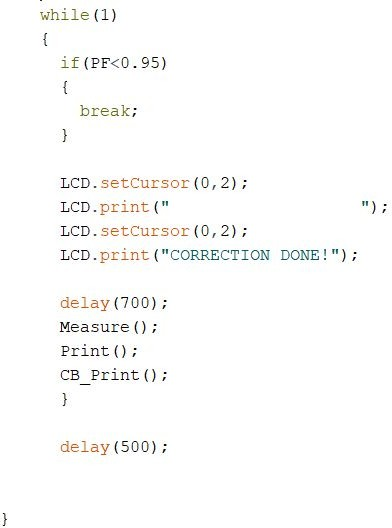 while(1)
{
if(PF<0.95)
{
break;
}
LCD.setCursor(0,2);
LCD.print("                    ");
LCD.setCursor(0,2);
LCD.print("CORRECTION DONE!");
delay(700);
Measure();
Print();
CB_Print();
}
delay(500);
}